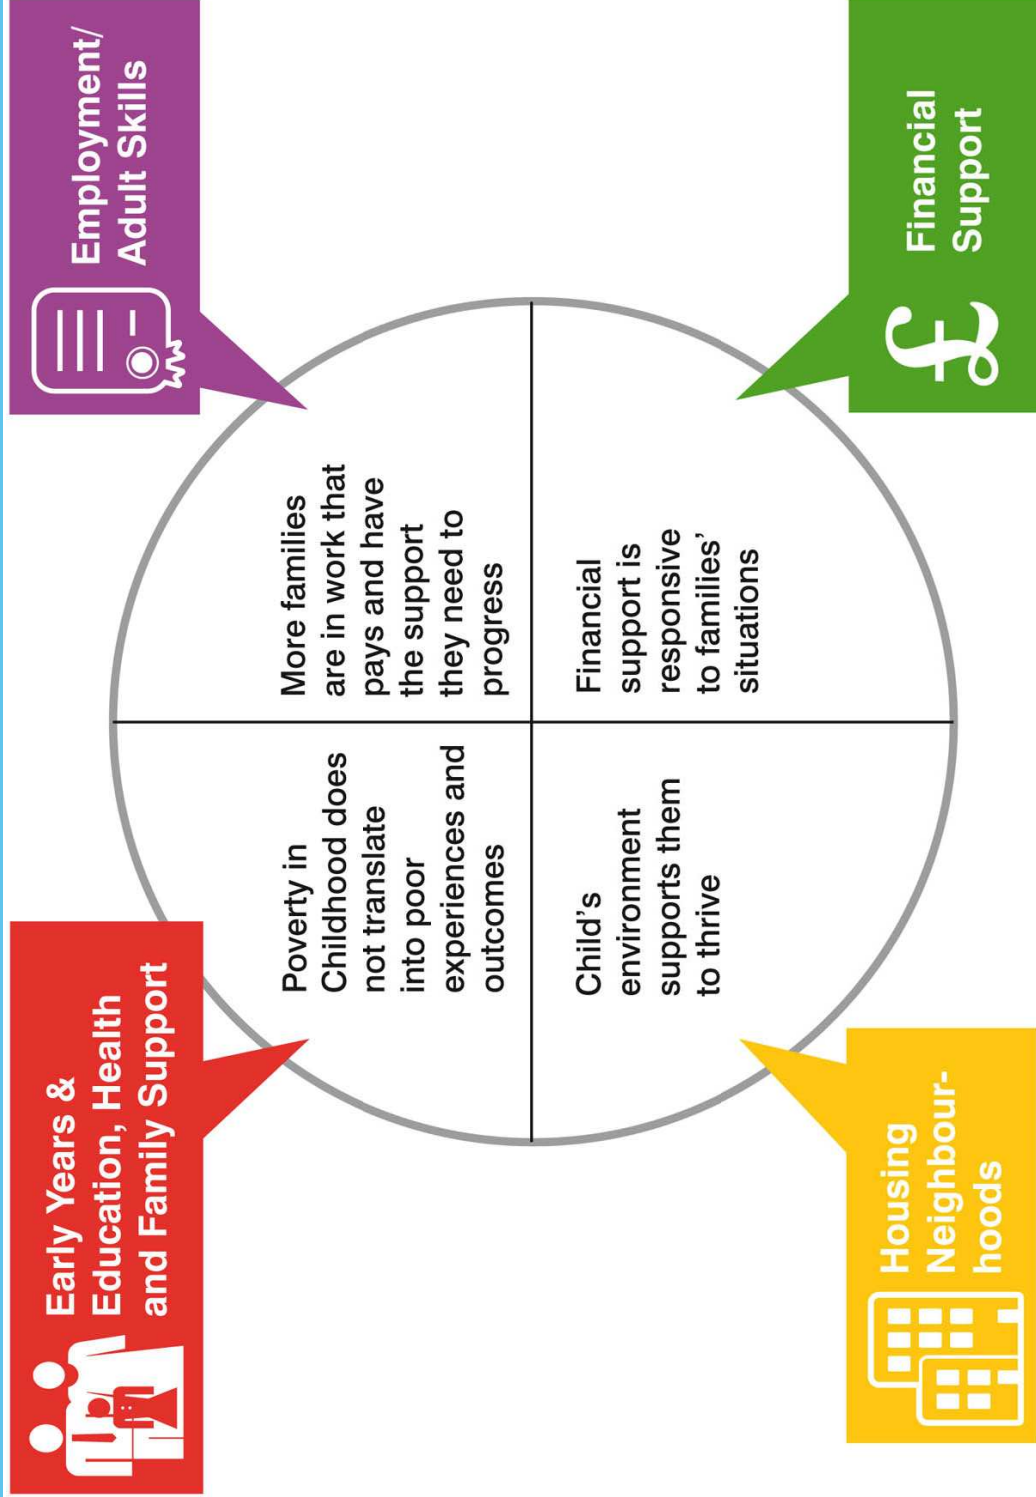 Early Years &
Education, Health
and Family Support
Employment/
Adult Skills
Poverty in
Childhood does
not translate
into poor
experiences and
outcomes
More families
are in work that
pays and have
the support
they need to
progress
Child's
environment
supports them
to thrive
Financial
support is
responsive
to families'
situations
Housing
Neighbour-
hoods
£
Financial
Support